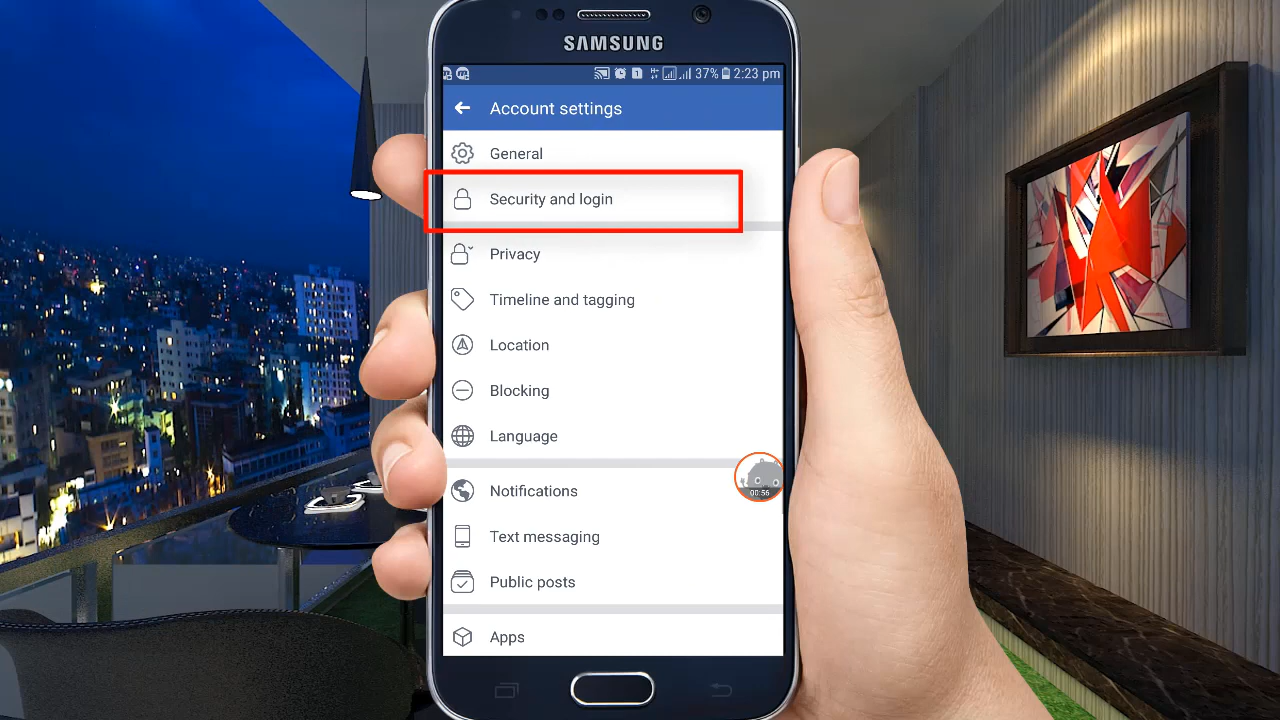 SAMSUNG
37% 2:23 pm
Account settings
General
Security and login
Privacy
Timeline and tagging
Location
Blocking
Language
Notifications
00:56
Text messaging
Public posts
Apps